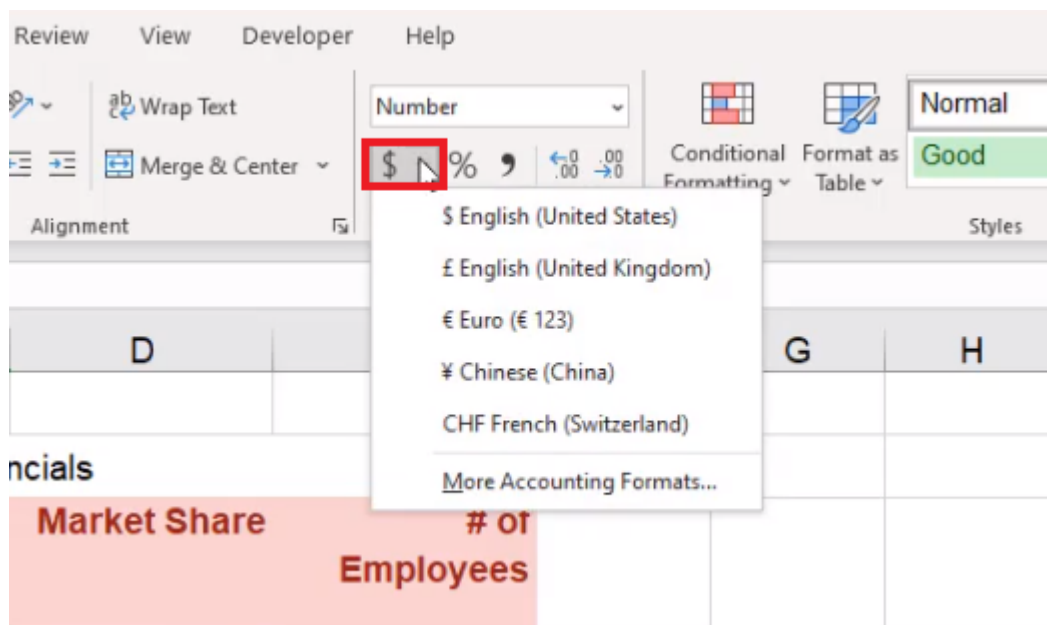 Review View Developer Help
ab Wrap Text
Number
Normal
$ % , 
Merge & Center
Conditional Formatting
Format as Table
Good
Alignment
Styles
$ English (United States)
£ English (United Kingdom)
€ Euro (€ 123)
¥ Chinese (China)
CHF French (Switzerland)
More Accounting Formats...
D G H
ncials
Market Share
# of
Employees